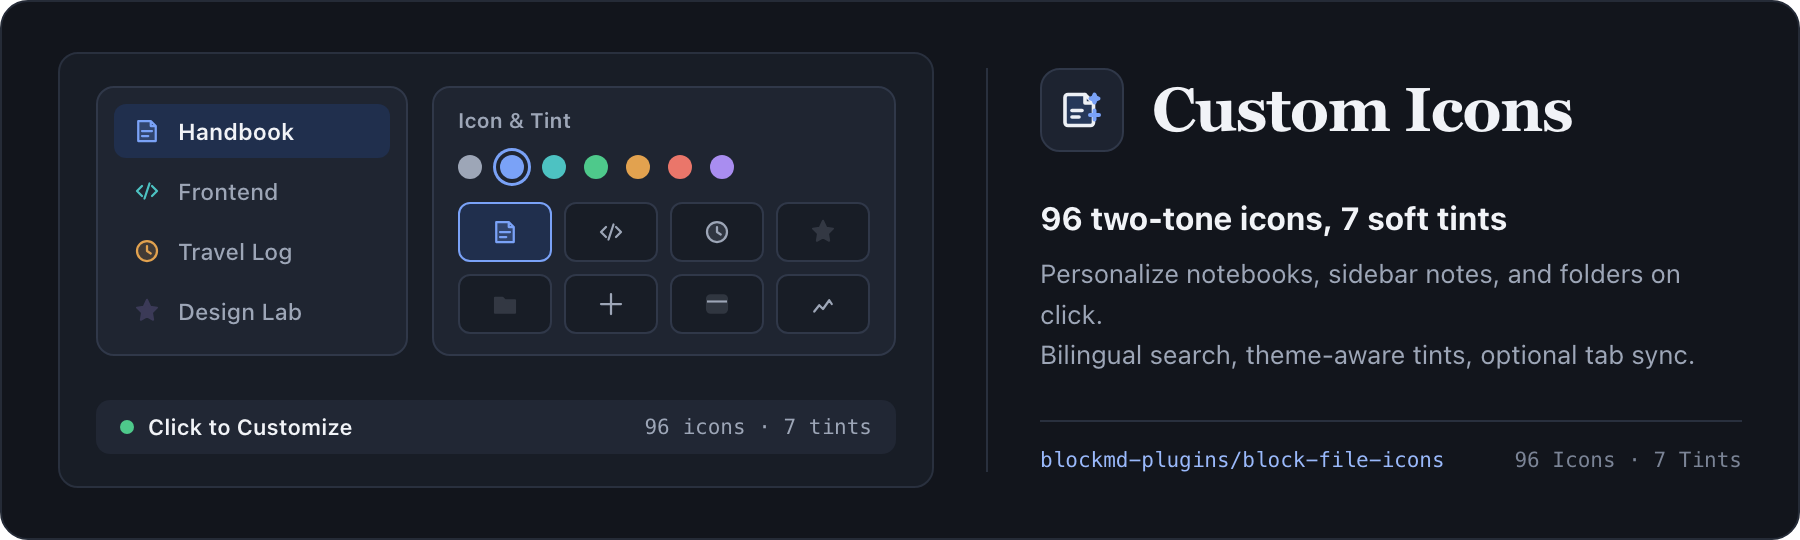 Handbook
Frontend
Travel Log
Design Lab
Icon & Tint
Click to Customize
96 icons · 7 tints
Custom Icons
96 two-tone icons, 7 soft tints
Personalize notebooks, sidebar notes, and folders on
click.
Bilingual search, theme-aware tints, optional tab sync.
blockmd-plugins/block-file-icons
96 Icons · 7 Tints